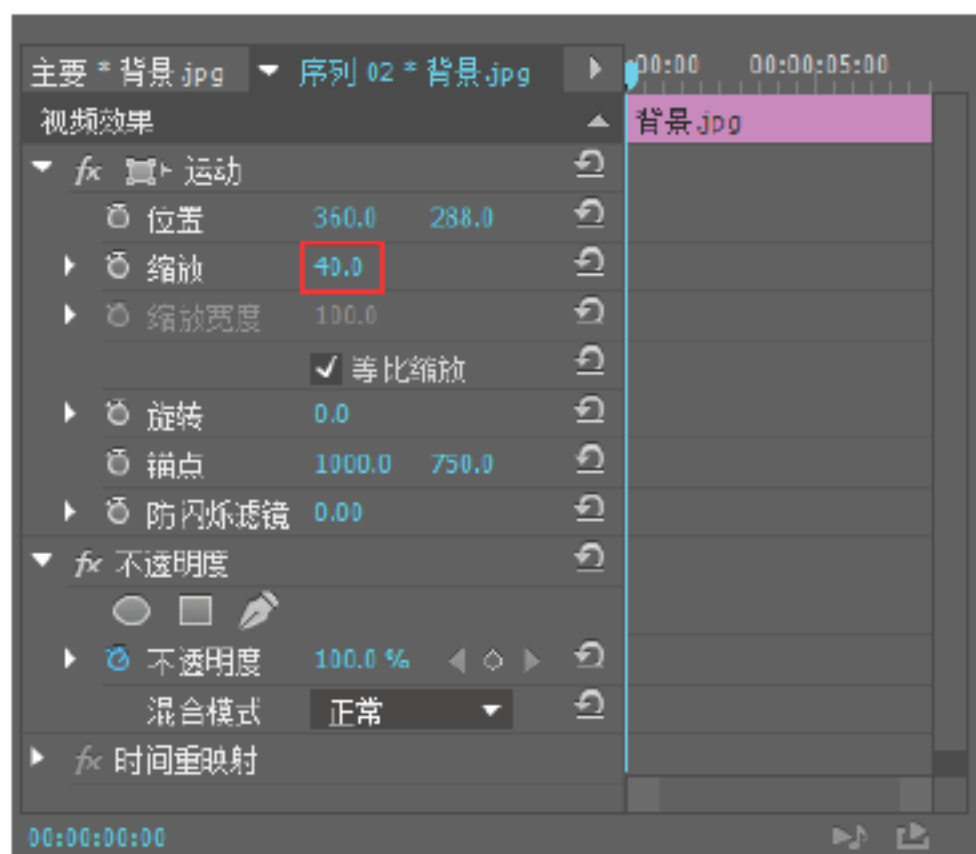 主要 * 背景.jpg 序列 02 * 背景.jpg 00:00 00:00:05:00
视频效果 背景.jpg
fx 运动
位置 360.0 288.0
缩放 40.0
缩放宽度 100.0
等比缩放
旋转 0.0
锚点 1000.0 750.0
防闪烁滤镜 0.00
fx 不透明度
不透明度 100.0 %
混合模式 正常
fx 时间重映射
00:00:00:00